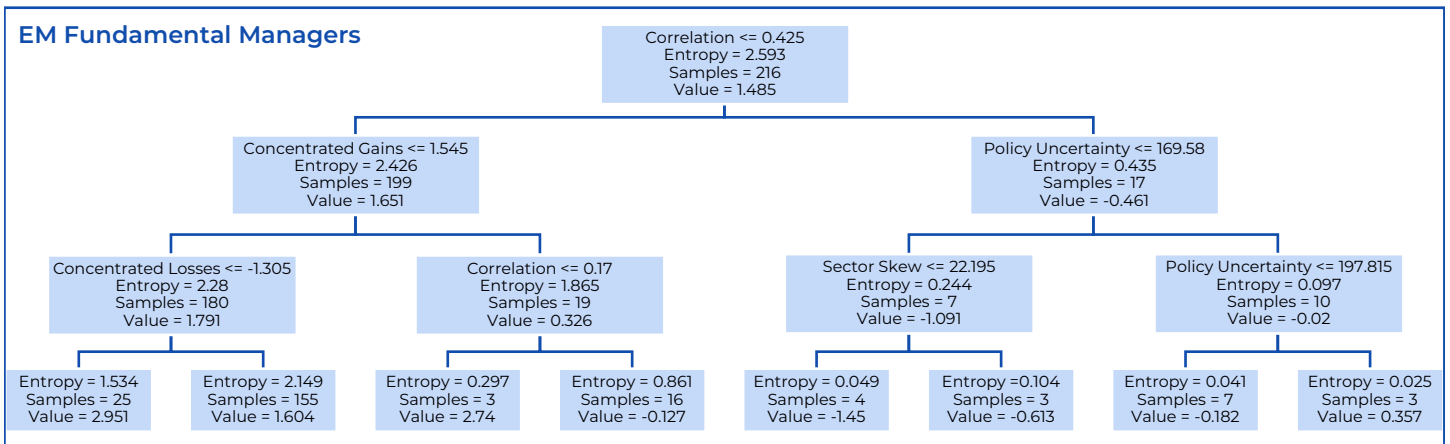 EM Fundamental Managers
Correlation <= 0.425
Entropy = 2.593
Samples = 216
Value = 1.485
Concentrated Gains <= 1.545
Entropy = 2.426
Samples = 199
Value = 1.651
Policy Uncertainty <= 169.58
Entropy = 0.435
Samples = 17
Value = -0.461
Concentrated Losses <= -1.305
Entropy = 2.28
Samples = 180
Value = 1.791
Correlation <= 0.17
Entropy = 1.865
Samples = 19
Value = 0.326
Sector Skew <= 22.195
Entropy = 0.244
Samples = 7
Value = -1.091
Policy Uncertainty <= 197.815
Entropy = 0.097
Samples = 10
Value = -0.02
Entropy = 1.534
Samples = 25
Value = 2.951
Entropy = 2.149
Samples = 155
Value = 1.604
Entropy = 0.297
Samples = 3
Value = 2.74
Entropy = 0.861
Samples = 16
Value = -0.127
Entropy = 0.049
Samples = 4
Value = -1.45
Entropy =0.104
Samples = 3
Value = -0.613
Entropy = 0.041
Samples = 7
Value = -0.182
Entropy = 0.025
Samples = 3
Value = 0.357